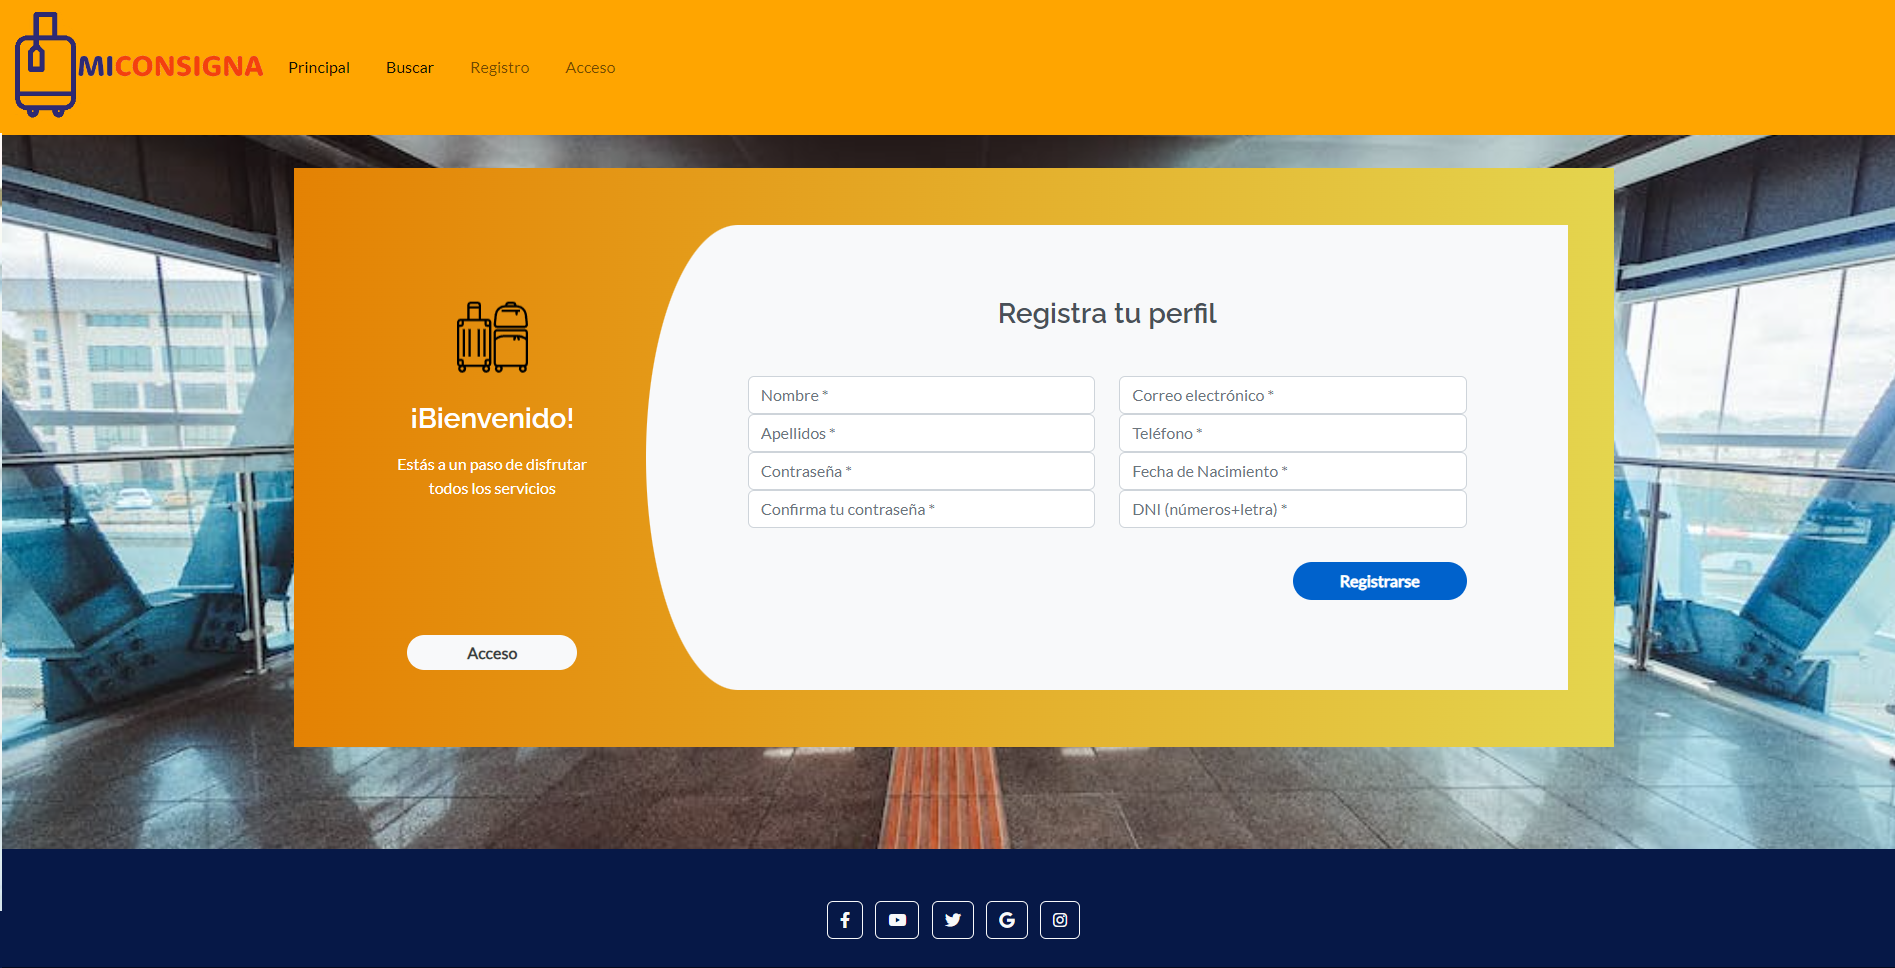 MICONSIGNA
Principal
Buscar
Registro
Acceso
¡Bienvenido!
Estás a un paso de disfrutar
todos los servicios
Acceso
Registra tu perfil
Nombre *
Apellidos *
Contraseña *
Confirma tu contraseña *
Correo electrónico *
Teléfono *
Fecha de Nacimiento *
DNI (números+letra) *
Registrarse